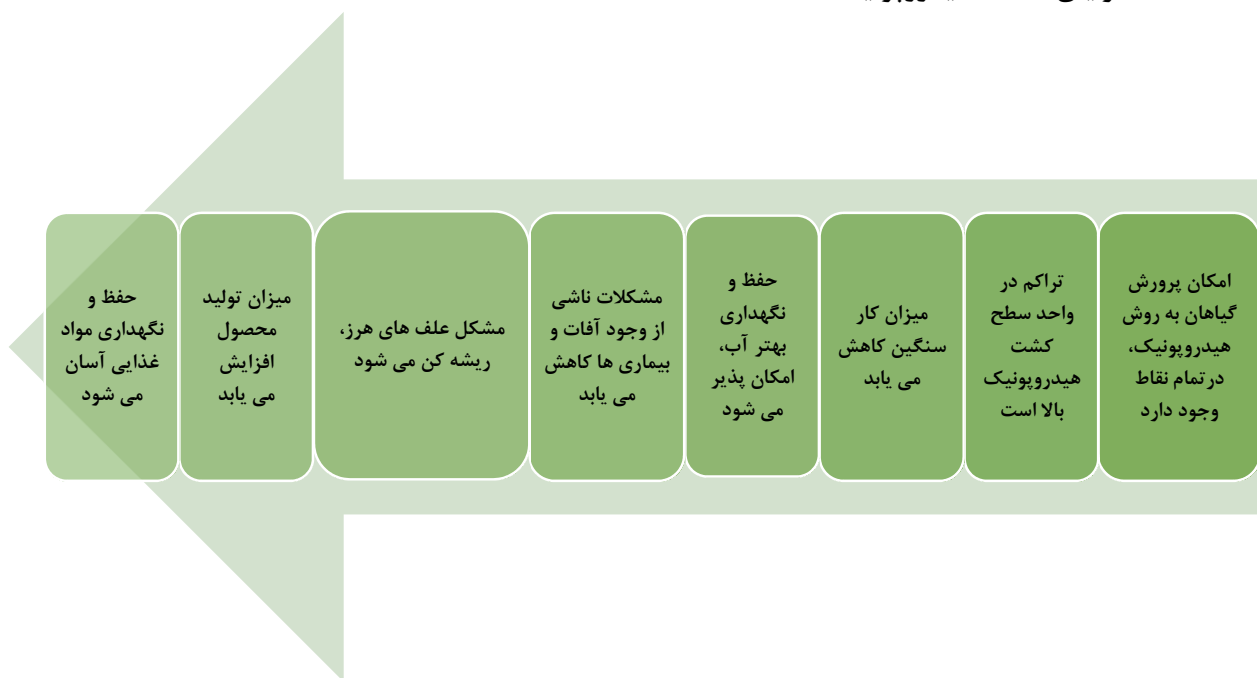 امکان پرورش
گیاهان به روش
هیدروپونیک،
درتمام نقاط
وجود دارد
تراکم در
واحد سطح
کشت
هیدروپونیک
بالا است
میزان کار
سنگین کاهش
می یابد
حفظ و
نگهداری
بهتر آب،
امکان پذیر
می شود
مشکلات ناشی
از وجود آفات و
بیماری ها کاهش
می یابد
مشکل علف های هرز،
ریشه کن می شود
میزان تولید
محصول
افزایش
می یابد
حفظ و
نگهداری مواد
غذایی آسان
می شود